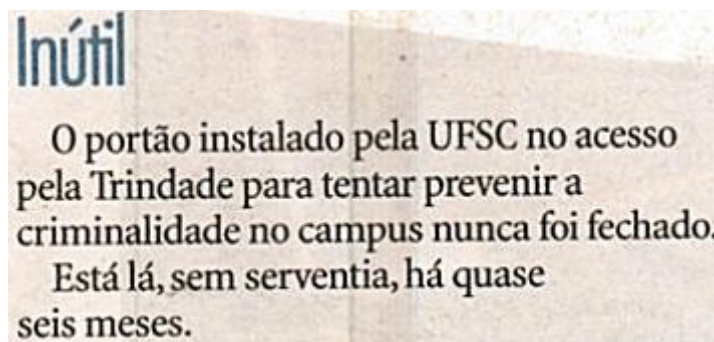 Inútil
O portão instalado pela UFSC no acesso
pela Trindade para tentar prevenir a
criminalidade no campus nunca foi fechado.
Está lá, sem serventia, há quase
seis meses.